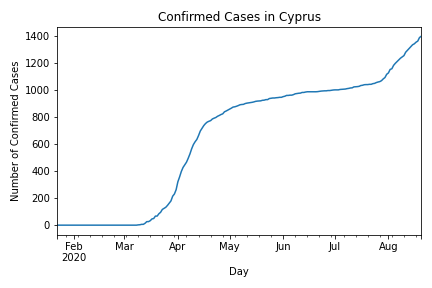 Confirmed Cases in Cyprus
Number of Confirmed Cases
1400
1200
1000
800
600
400
200
0
Feb Mar Apr May Jun Jul Aug
2020
Day